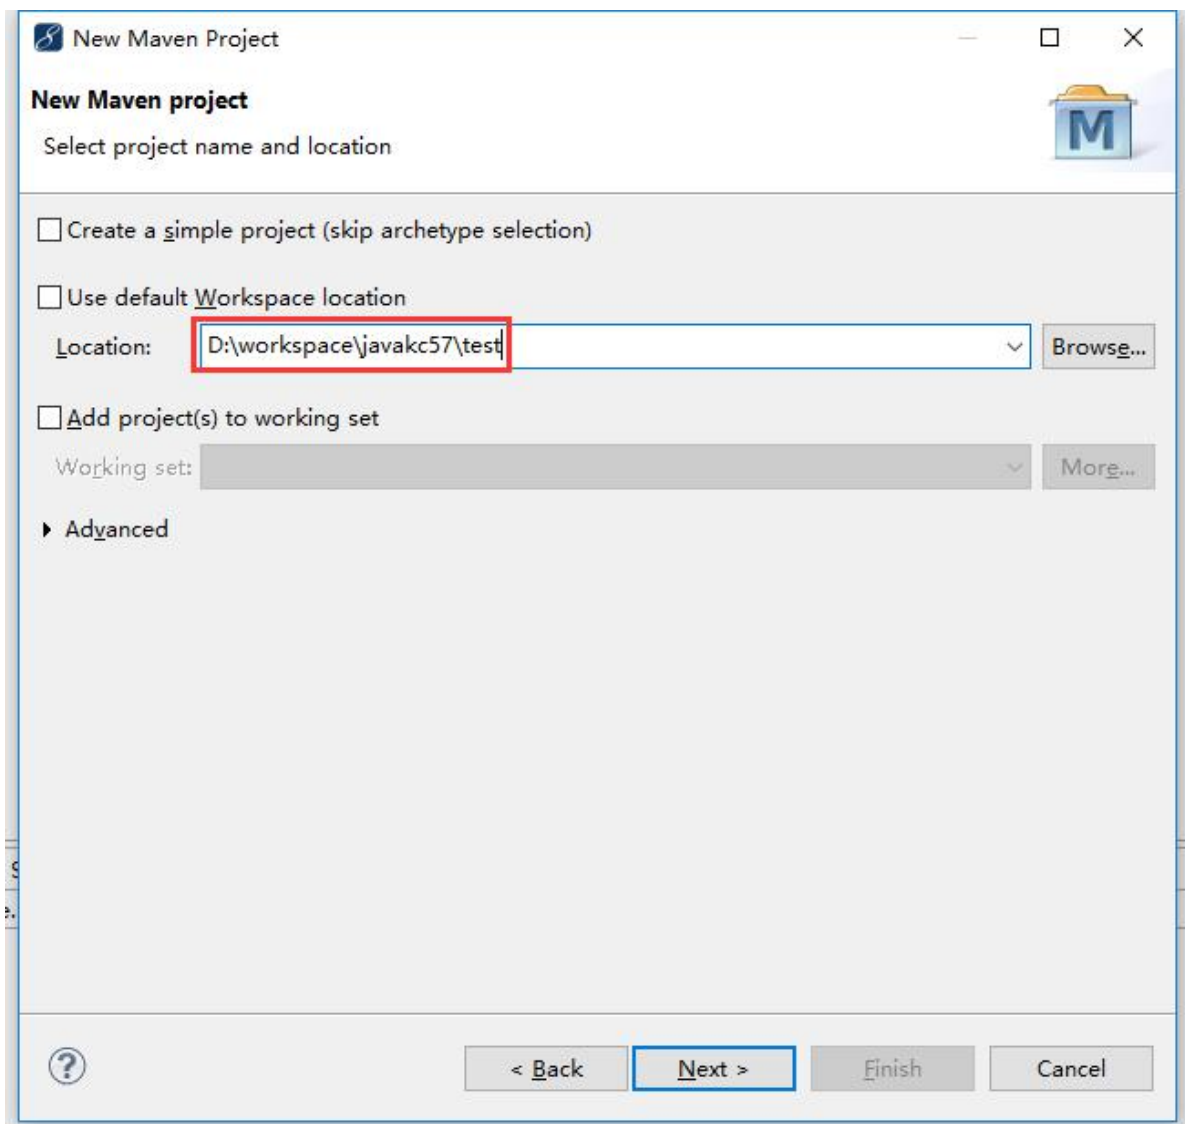 New Maven Project
New Maven project
Select project name and location
M
Create a simple project (skip archetype selection)
Use default Workspace location
Location: D:\workspace\javakc57\test Browse...
Add project(s) to working set
Working set: More...
Advanced
? < Back Next > Finish Cancel